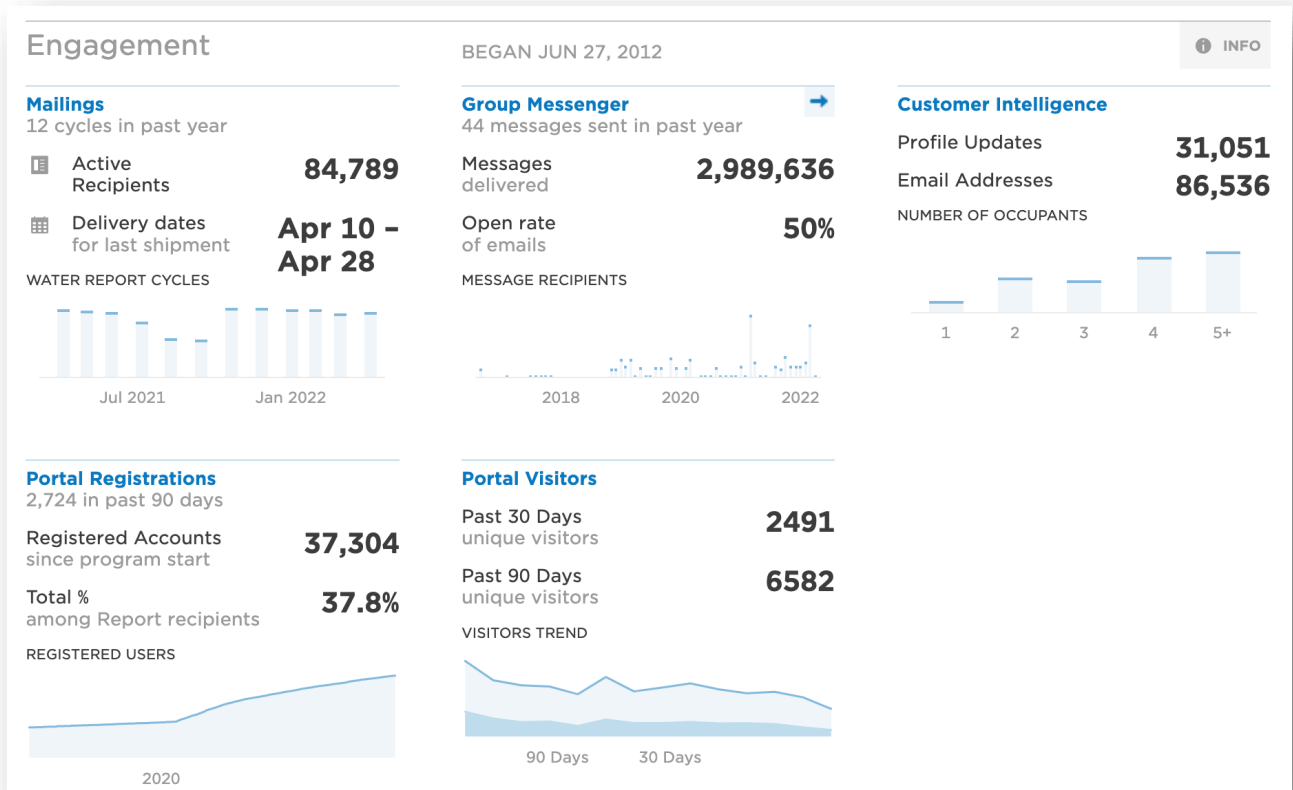 Engagement
BEGAN JUN 27, 2012
INFO
Mailings
12 cycles in past year
Active
Recipients
84,789
Delivery dates
for last shipment
Apr 10 –
Apr 28
WATER REPORT CYCLES
Jul 2021
Jan 2022
Group Messenger
44 messages sent in past year
Messages
delivered
2,989,636
Open rate
of emails
50%
MESSAGE RECIPIENTS
2018
2020
2022
Customer Intelligence
Profile Updates
31,051
Email Addresses
86,536
NUMBER OF OCCUPANTS
1
2
3
4
5+
Portal Registrations
2,724 in past 90 days
Registered Accounts
since program start
37,304
Total %
among Report recipients
37.8%
REGISTERED USERS
2020
Portal Visitors
Past 30 Days
unique visitors
2491
Past 90 Days
unique visitors
6582
VISITORS TREND
90 Days
30 Days